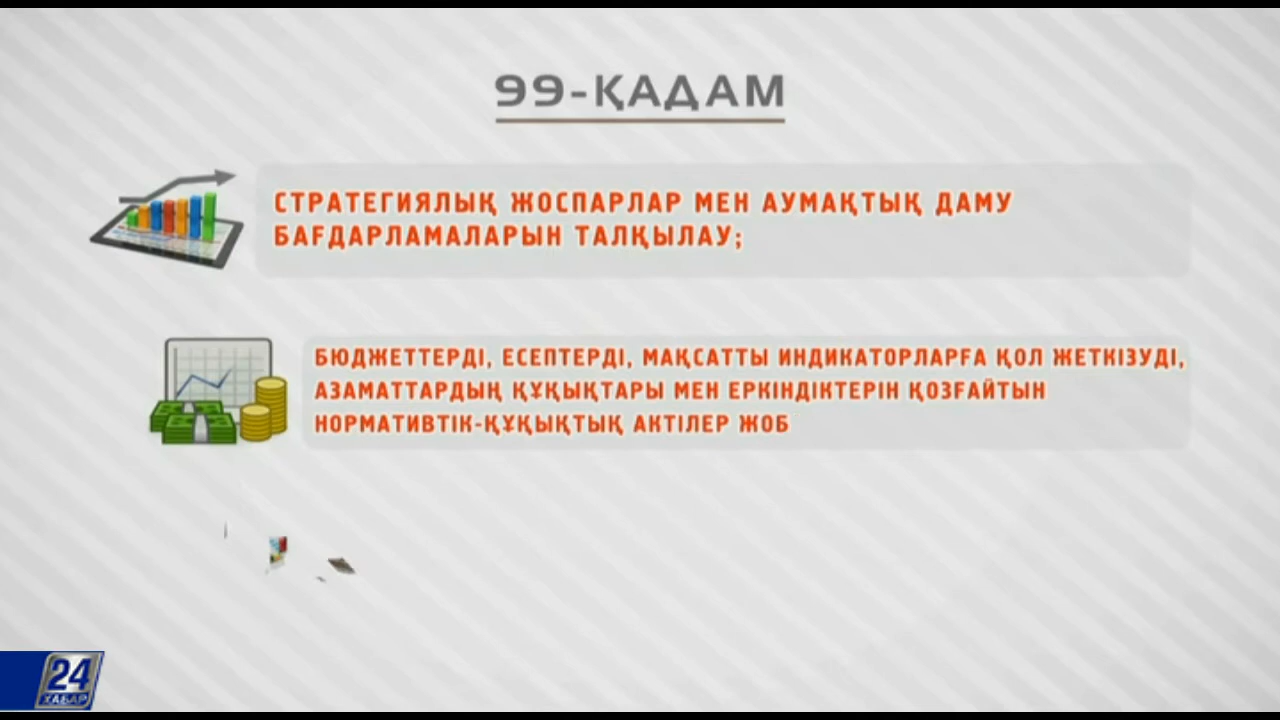 99-ҚАДАМ
СТРАТЕГИЯЛЫҚ ЖОСПАРЛАР МЕН АУМАҚТЫҚ ДАМУ
БАҒДАРЛАМАЛАРЫН ТАЛҚЫЛАУ;
БЮДЖЕТТЕРДІ, ЕСЕПТЕРДІ, МАҚСАТТЫ ИНДИКАТОРЛАРҒА ҚОЛ ЖЕТКІЗУДІ,
АЗАМАТТАРДЫҢ ҚҰҚЫҚТАРЫ МЕН ЕРКІНДІКТЕРІН ҚОЗҒАЙТЫН
НОРМАТИВТІК-ҚҰҚЫҚТЫҚ АКТІЛЕР ЖОБ
24
ХАБАР